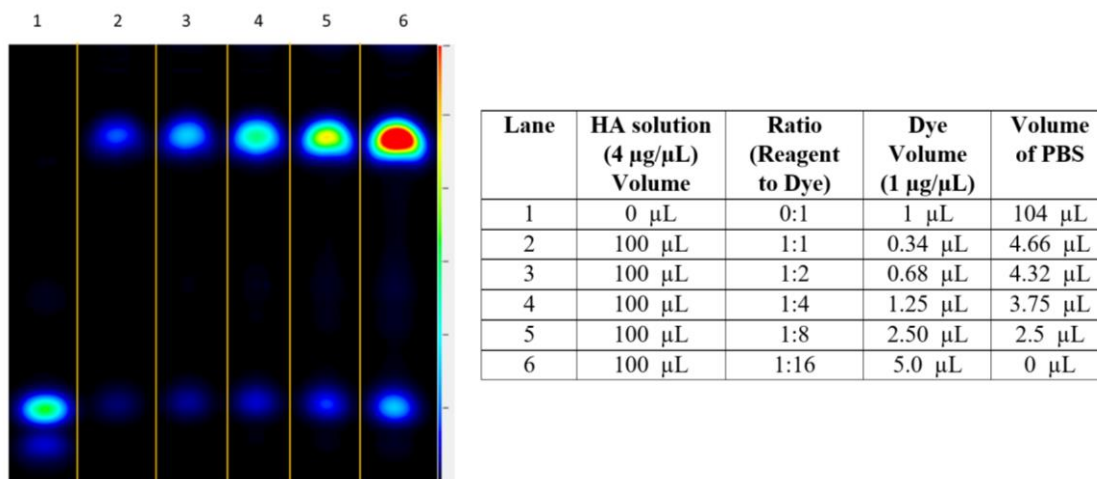 1 2 3 4 5 6
Lane HA solution (4 µg/µL) Volume Ratio (Reagent to Dye) Dye Volume (1 µg/µL) Volume of PBS
1 0 µL 0:1 1 µL 104 µL
2 100 µL 1:1 0.34 µL 4.66 µL
3 100 µL 1:2 0.68 µL 4.32 µL
4 100 µL 1:4 1.25 µL 3.75 µL
5 100 µL 1:8 2.50 µL 2.5 µL
6 100 µL 1:16 5.0 µL 0 µL